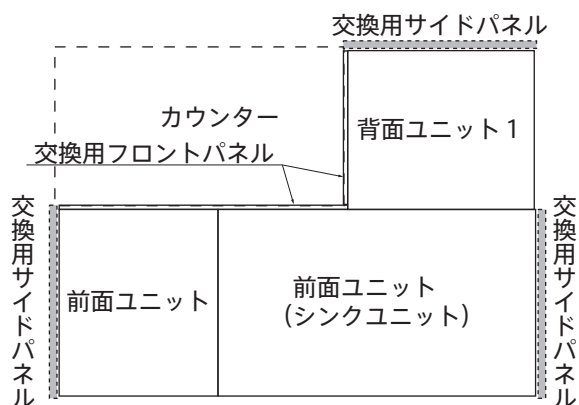 交換用サイドパネル
カウンター
背面ユニット1
交換用フロントパネル
交換用サイドパネル
前面ユニット
前面ユニット
(シンクユニット)
交換用サイドパネル